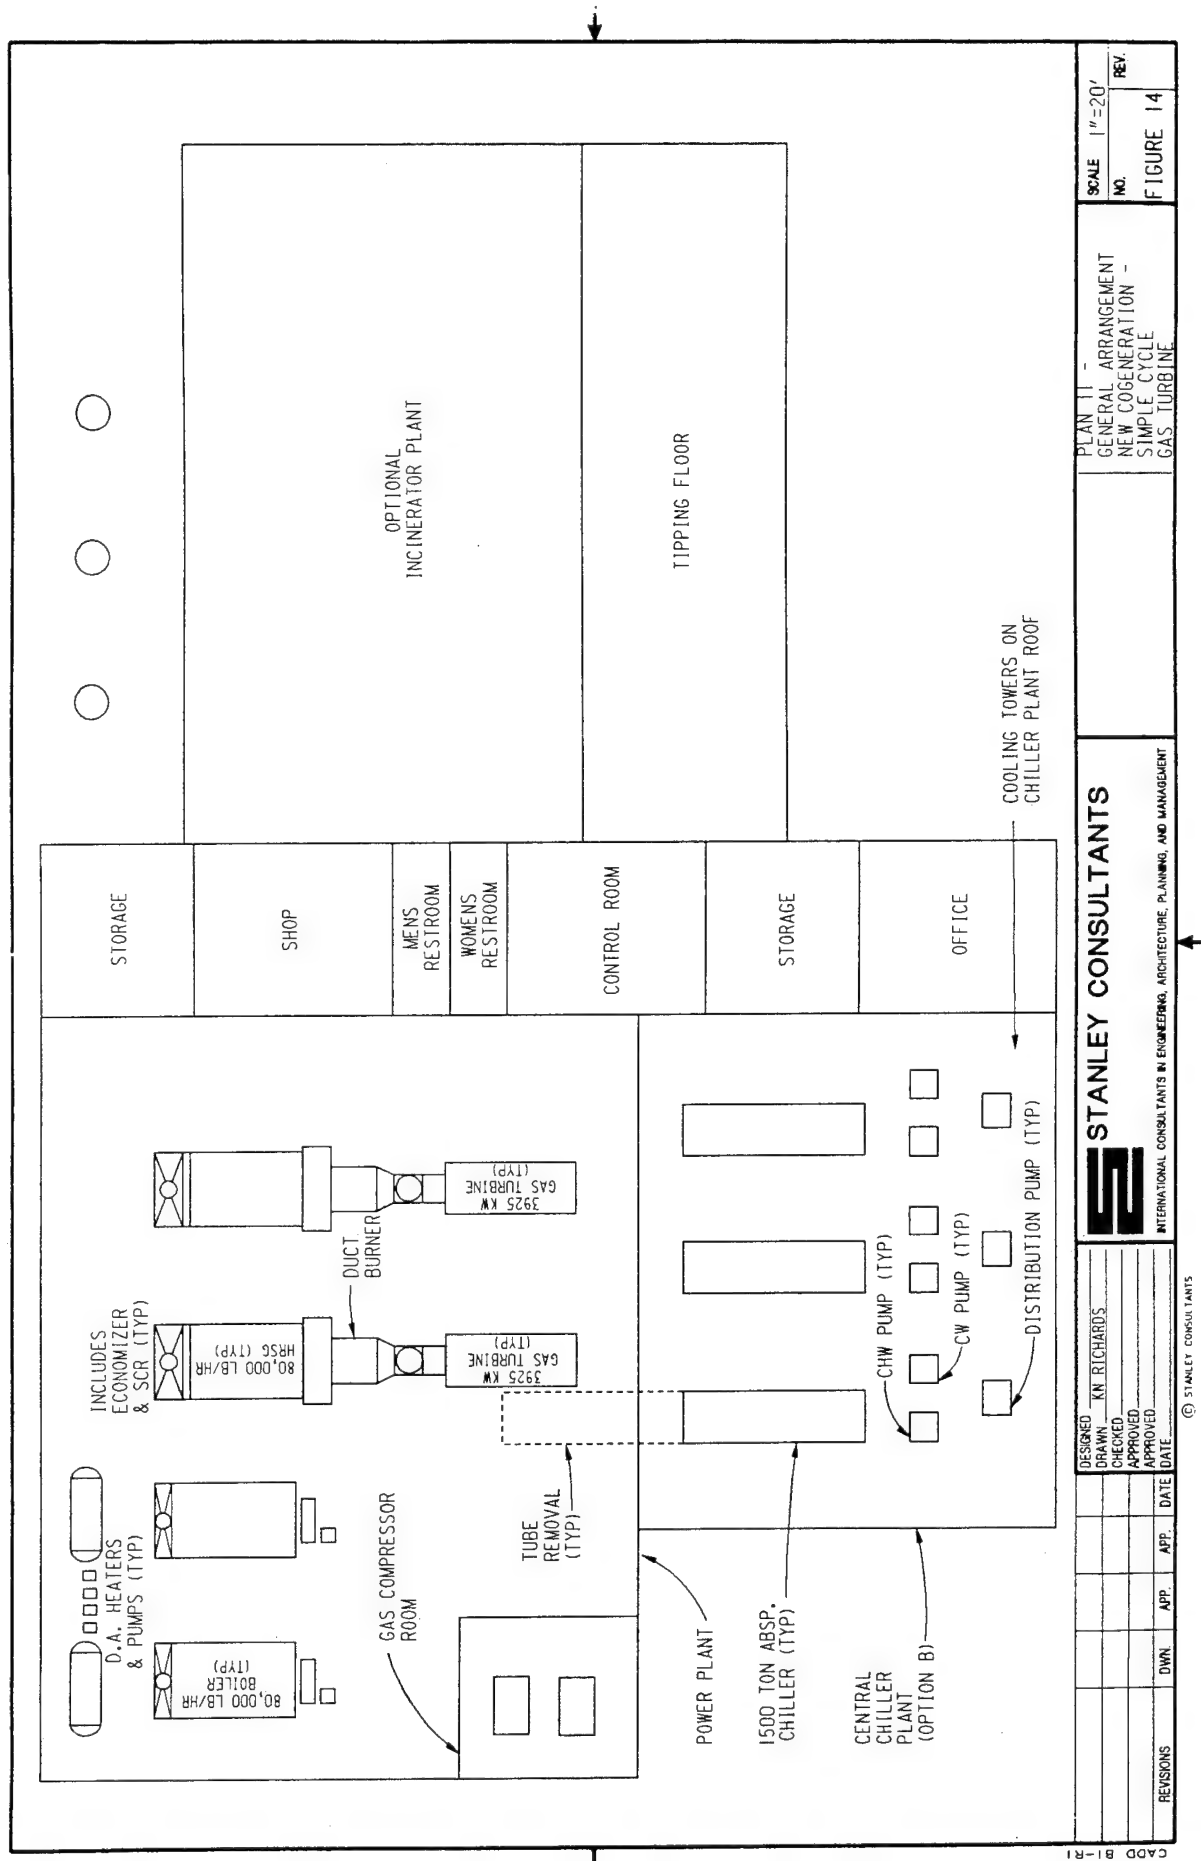 D.A. HEATERS
& PUMPS (TYP)
INCLUDES
ECONOMIZER
& SCR (TYP)
80,000 LB/HR
BOILER
(TYP)
80,000 LB/HR
HRSG (TYP)
DUCT
BURNER
3925 KW
GAS TURBINE
(TYP)
3925 KW
GAS TURBINE
(TYP)
GAS COMPRESSOR
ROOM
TUBE
REMOVAL
(TYP)
POWER PLANT
1500 TON ABSP.
CHILLER (TYP)
CENTRAL
CHILLER
PLANT
(OPTION B)
CHW PUMP (TYP)
CW PUMP (TYP)
DISTRIBUTION PUMP (TYP)
STORAGE
SHOP
MENS
RESTROOM
WOMENS
RESTROOM
CONTROL ROOM
STORAGE
OFFICE
OPTIONAL
INCINERATOR PLANT
TIPPING FLOOR
COOLING TOWERS ON
CHILLER PLANT ROOF
REVISIONS DWN. APP. APP. DATE
DESIGNED
DRAWN KN RICHARDS
CHECKED
APPROVED
APPROVED
DATE
STANLEY CONSULTANTS
INTERNATIONAL CONSULTANTS IN ENGINEERING, ARCHITECTURE, PLANNING, AND MANAGEMENT
PLAN 11 -
GENERAL ARRANGEMENT
NEW COGENERATION -
SIMPLE CYCLE
GAS TURBINE
SCALE 1"=20'
NO. REV.
FIGURE 14
© STANLEY CONSULTANTS
CADD B1-R1